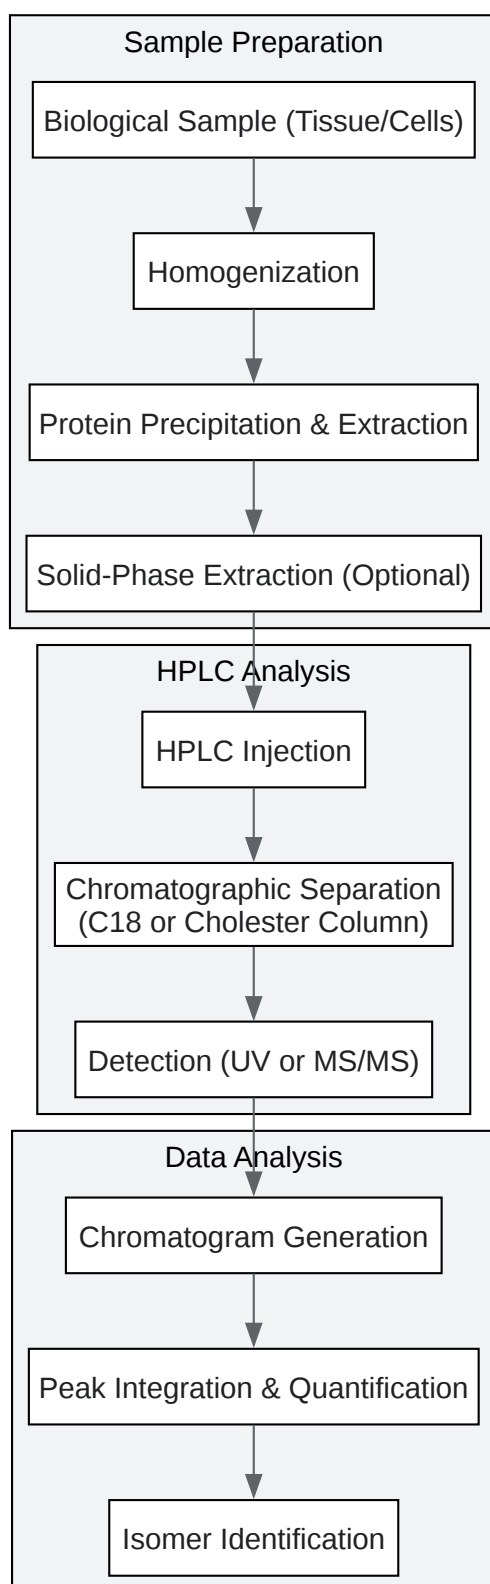 Sample Preparation
Biological Sample (Tissue/Cells)
Homogenization
Protein Precipitation & Extraction
Solid-Phase Extraction (Optional)
HPLC Analysis
HPLC Injection
Chromatographic Separation
(C18 or Cholester Column)
Detection (UV or MS/MS)
Data Analysis
Chromatogram Generation
Peak Integration & Quantification
Isomer Identification